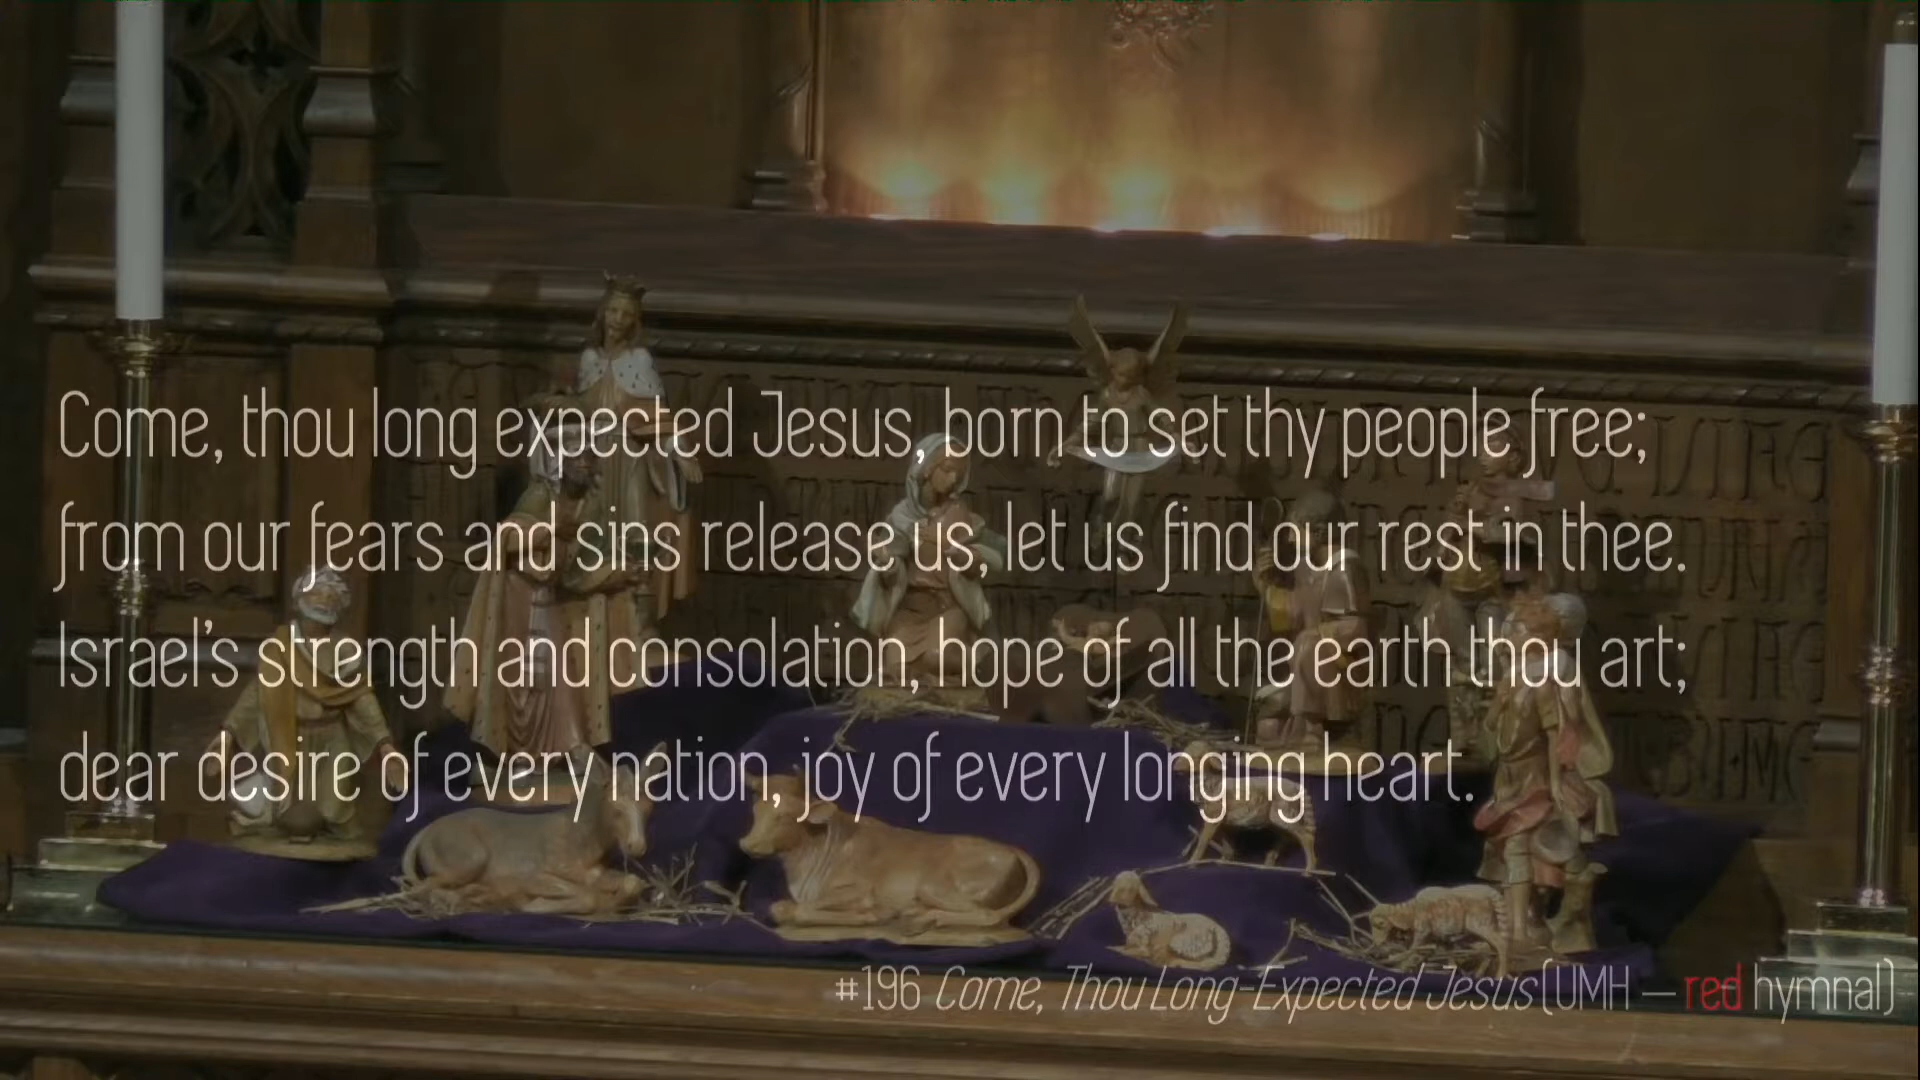 Come, thou long expected Jesus, born to set thy people free;
from our fears and sins release us, let us find our rest in thee.
Israel's strength and consolation, hope of all the earth thou art;
dear desire of every nation, joy of every longing heart.
#196 Come, Thou Long-Expected Jesus (UMH — red hymnal)